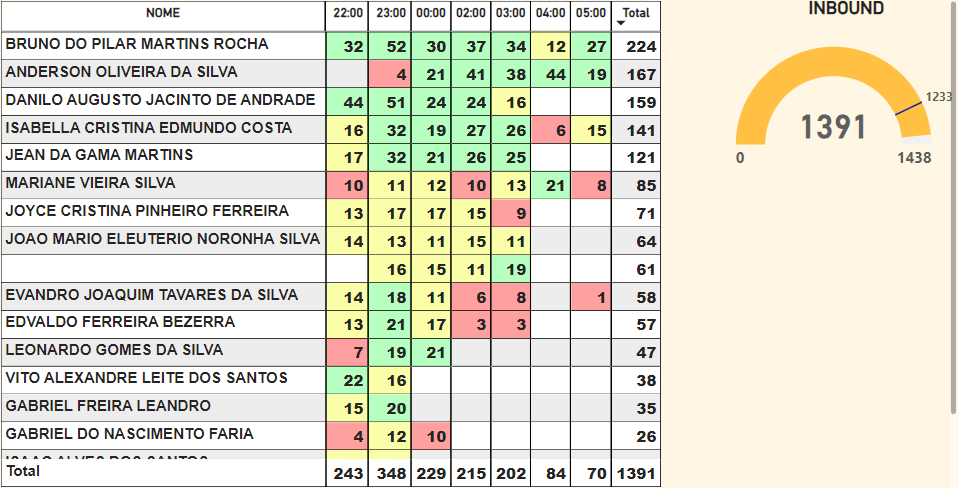 NOME 22:00 23:00 00:00 02:00 03:00 04:00 05:00 Total
BRUNO DO PILAR MARTINS ROCHA 32 52 30 37 34 12 27 224
ANDERSON OLIVEIRA DA SILVA 4 21 41 38 44 19 167
DANILO AUGUSTO JACINTO DE ANDRADE 44 51 24 24 16 159
ISABELLA CRISTINA EDMUNDO COSTA 16 32 19 27 26 6 15 141
JEAN DA GAMA MARTINS 17 32 21 26 25 121
MARIANE VIEIRA SILVA 10 11 12 10 13 21 8 85
JOYCE CRISTINA PINHEIRO FERREIRA 13 17 17 15 9 71
JOAO MARIO ELEUTERIO NORONHA SILVA 14 13 11 15 11 64
16 15 11 19 61
EVANDRO JOAQUIM TAVARES DA SILVA 14 18 11 6 8 1 58
EDVALDO FERREIRA BEZERRA 13 21 17 3 3 57
LEONARDO GOMES DA SILVA 7 19 21 47
VITO ALEXANDRE LEITE DOS SANTOS 22 16 38
GABRIEL FREIRA LEANDRO 15 20 35
GABRIEL DO NASCIMENTO FARIA 4 12 10 26
Total 243 348 229 215 202 84 70 1391
INBOUND
1233
1391
0 1438